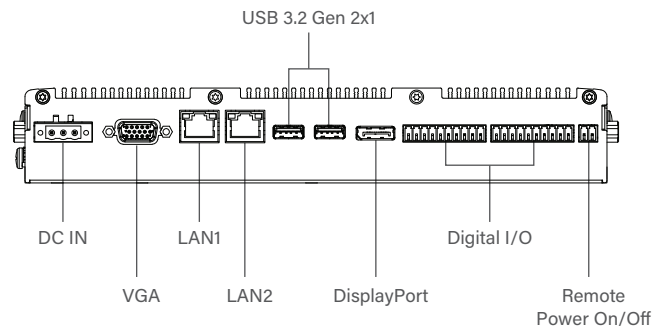 USB 3.2 Gen 2x1
DC IN
LAN1
Digital I/O
VGA
LAN2
DisplayPort
Remote
Power On/Off